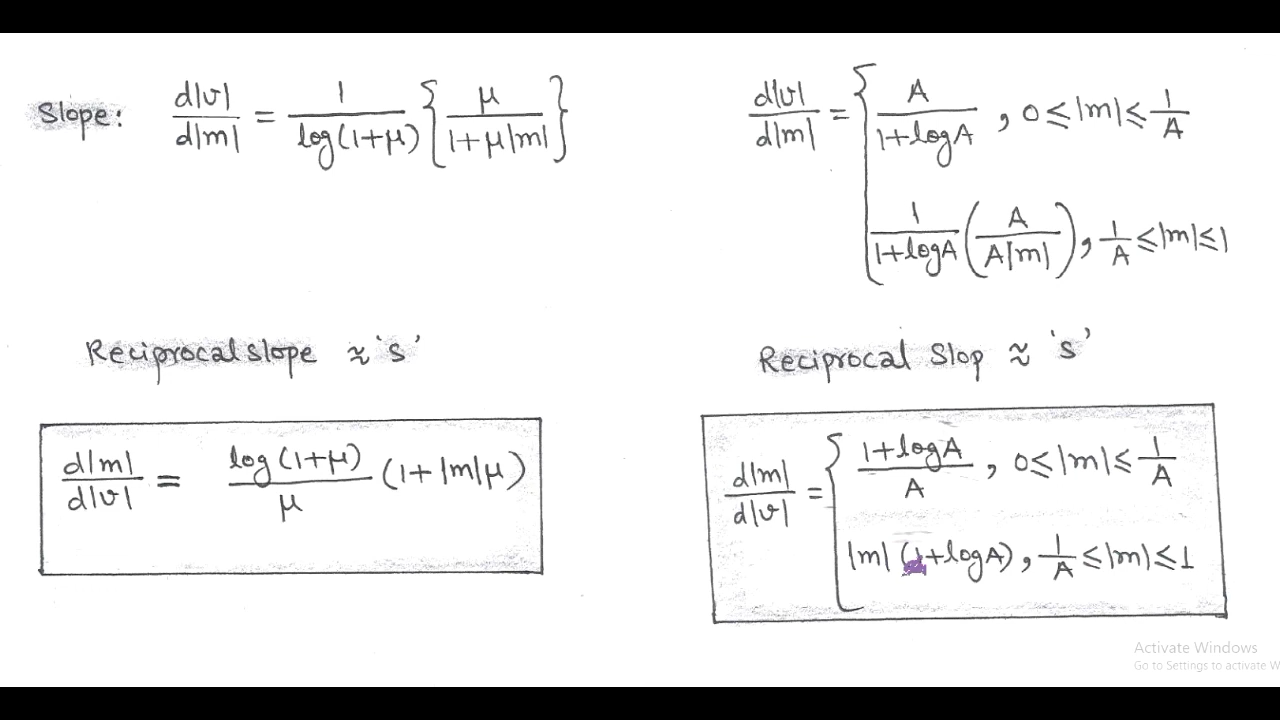 Slope: d|v|/d|m| = 1/log(1+μ) {μ/1+μ|m|}
d|v|/d|m| = { A/1+logA , 0≤|m|≤1/A
1/1+logA (A/A|m|), 1/A≤|m|≤1
Reciprocal slope ≈ 's'
d|m|/d|v| = log(1+μ)/μ (1+|m|μ)
Reciprocal Slop ≈ 's'
d|m|/d|v| = { 1+logA/A , 0≤|m|≤1/A
|m| (1+logA), 1/A≤|m|≤1
Activate Windows
Go to Settings to activate W